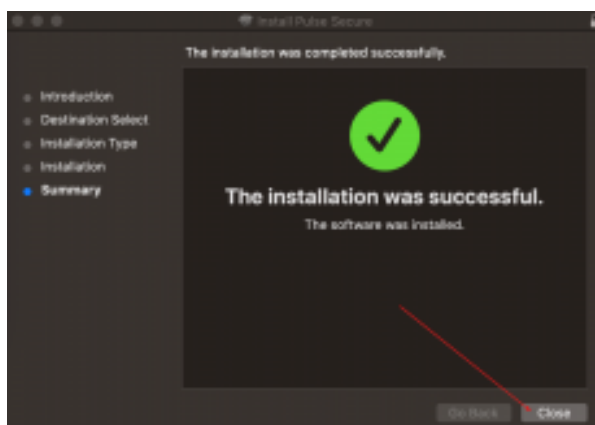 Install Pulse Secure
The installation was completed successfully.
Introduction
Destination Select
Installation Type
Installation
Summary
The installation was successful.
The software was installed.
Go Back
Close